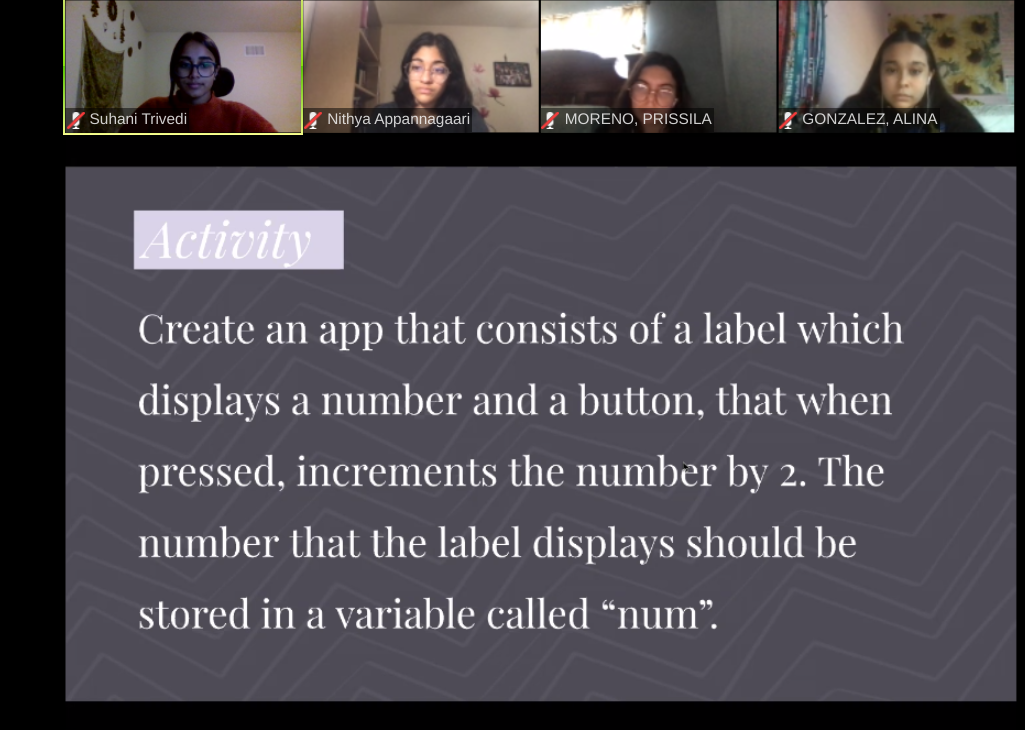 Suhani Trivedi
Nithya Appannagaari
MORENO, PRISSILA
GONZALEZ, ALINA
Activity
Create an app that consists of a label which
displays a number and a button, that when
pressed, increments the number by 2. The
number that the label displays should be
stored in a variable called “num”.